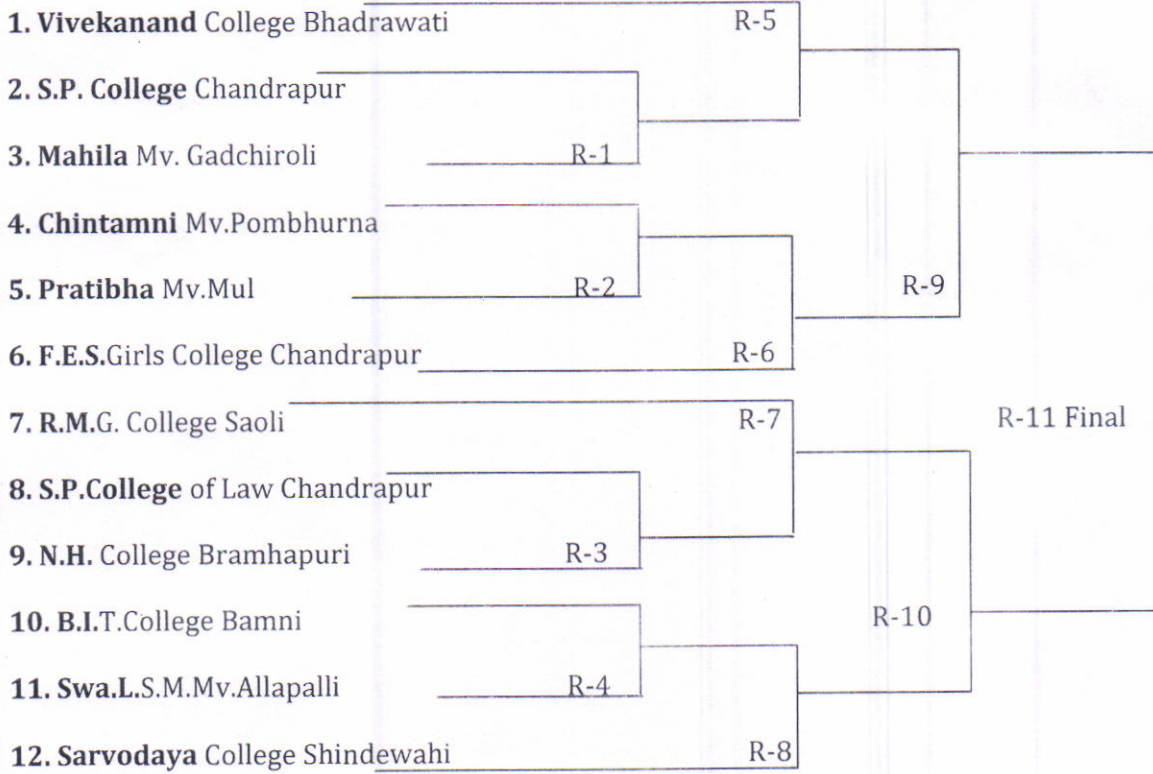 1. Vivekanand College Bhadrawati R-5
2. S.P. College Chandrapur
3. Mahila Mv. Gadchiroli R-1
4. Chintamni Mv.Pombhurna
5. Pratibha Mv.Mul R-2 R-9
6. F.E.S.Girls College Chandrapur R-6
7. R.M.G. College Saoli R-7 R-11 Final
8. S.P.College of Law Chandrapur
9. N.H. College Bramhapuri R-3
10. B.I.T.College Bamni R-10
11. Swa.L.S.M.Mv.Allapalli R-4
12. Sarvodaya College Shindewahi R-8